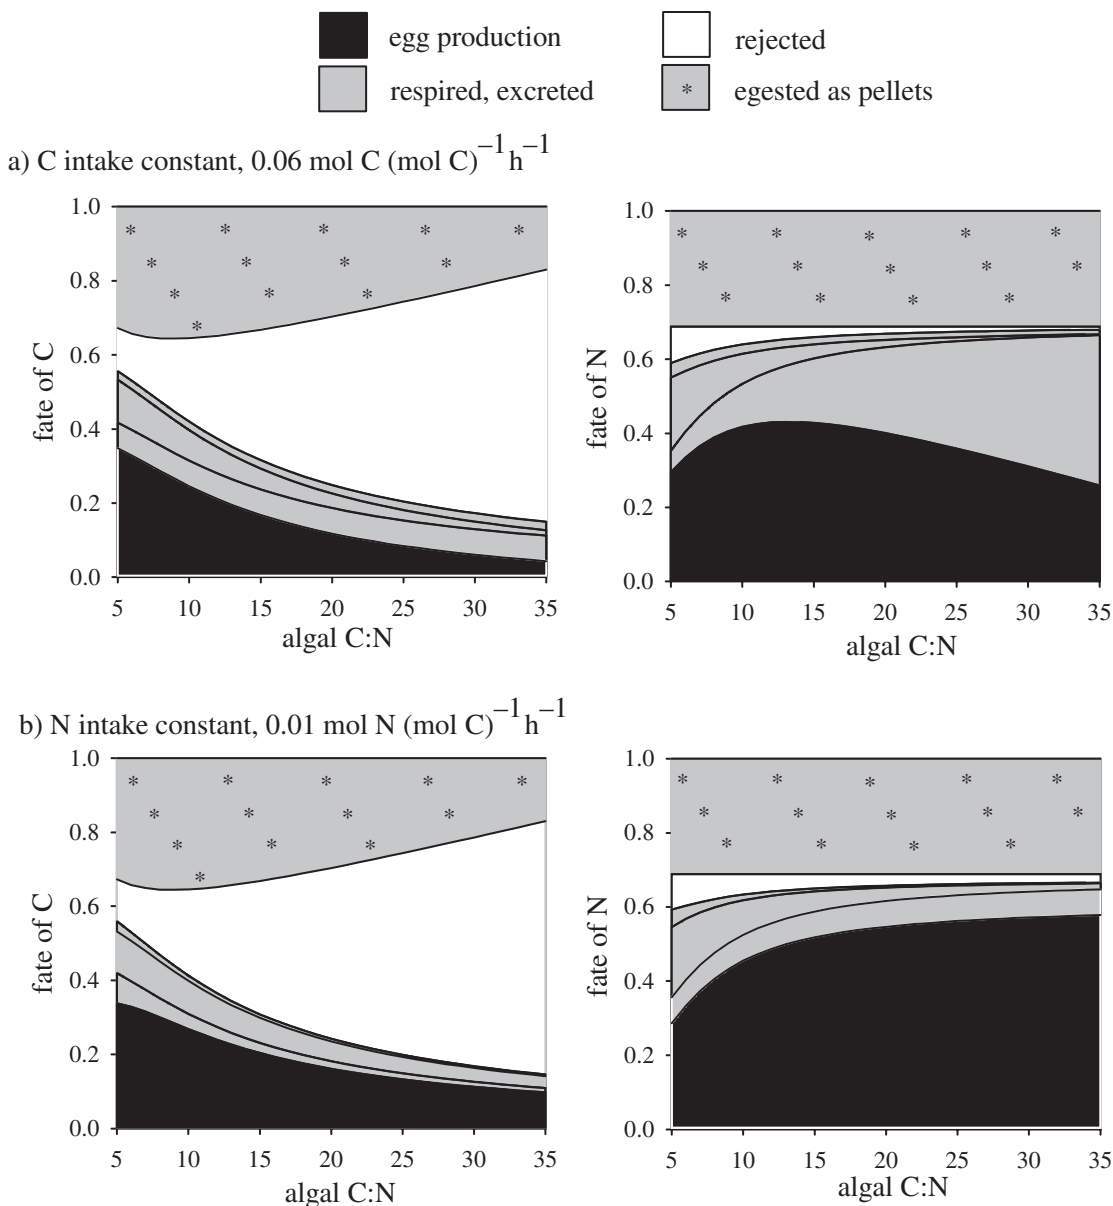 egg production
rejected
respired, excreted
* egested as pellets
a) C intake constant, 0.06 mol C (mol C)⁻¹h⁻¹
1.0
0.8
0.6
0.4
0.2
0.0
fate of C
* * * * *
* * * *
* * *
*
5 10 15 20 25 30 35
algal C:N
1.0
0.8
0.6
0.4
0.2
0.0
fate of N
* * * * *
* * * * *
* * * *
5 10 15 20 25 30 35
algal C:N
b) N intake constant, 0.01 mol N (mol C)⁻¹h⁻¹
1.0
0.8
0.6
0.4
0.2
0.0
fate of C
* * * * *
* * * *
* * *
*
5 10 15 20 25 30 35
algal C:N
1.0
0.8
0.6
0.4
0.2
0.0
fate of N
* * * * *
* * * * *
* * * *
5 10 15 20 25 30 35
algal C:N